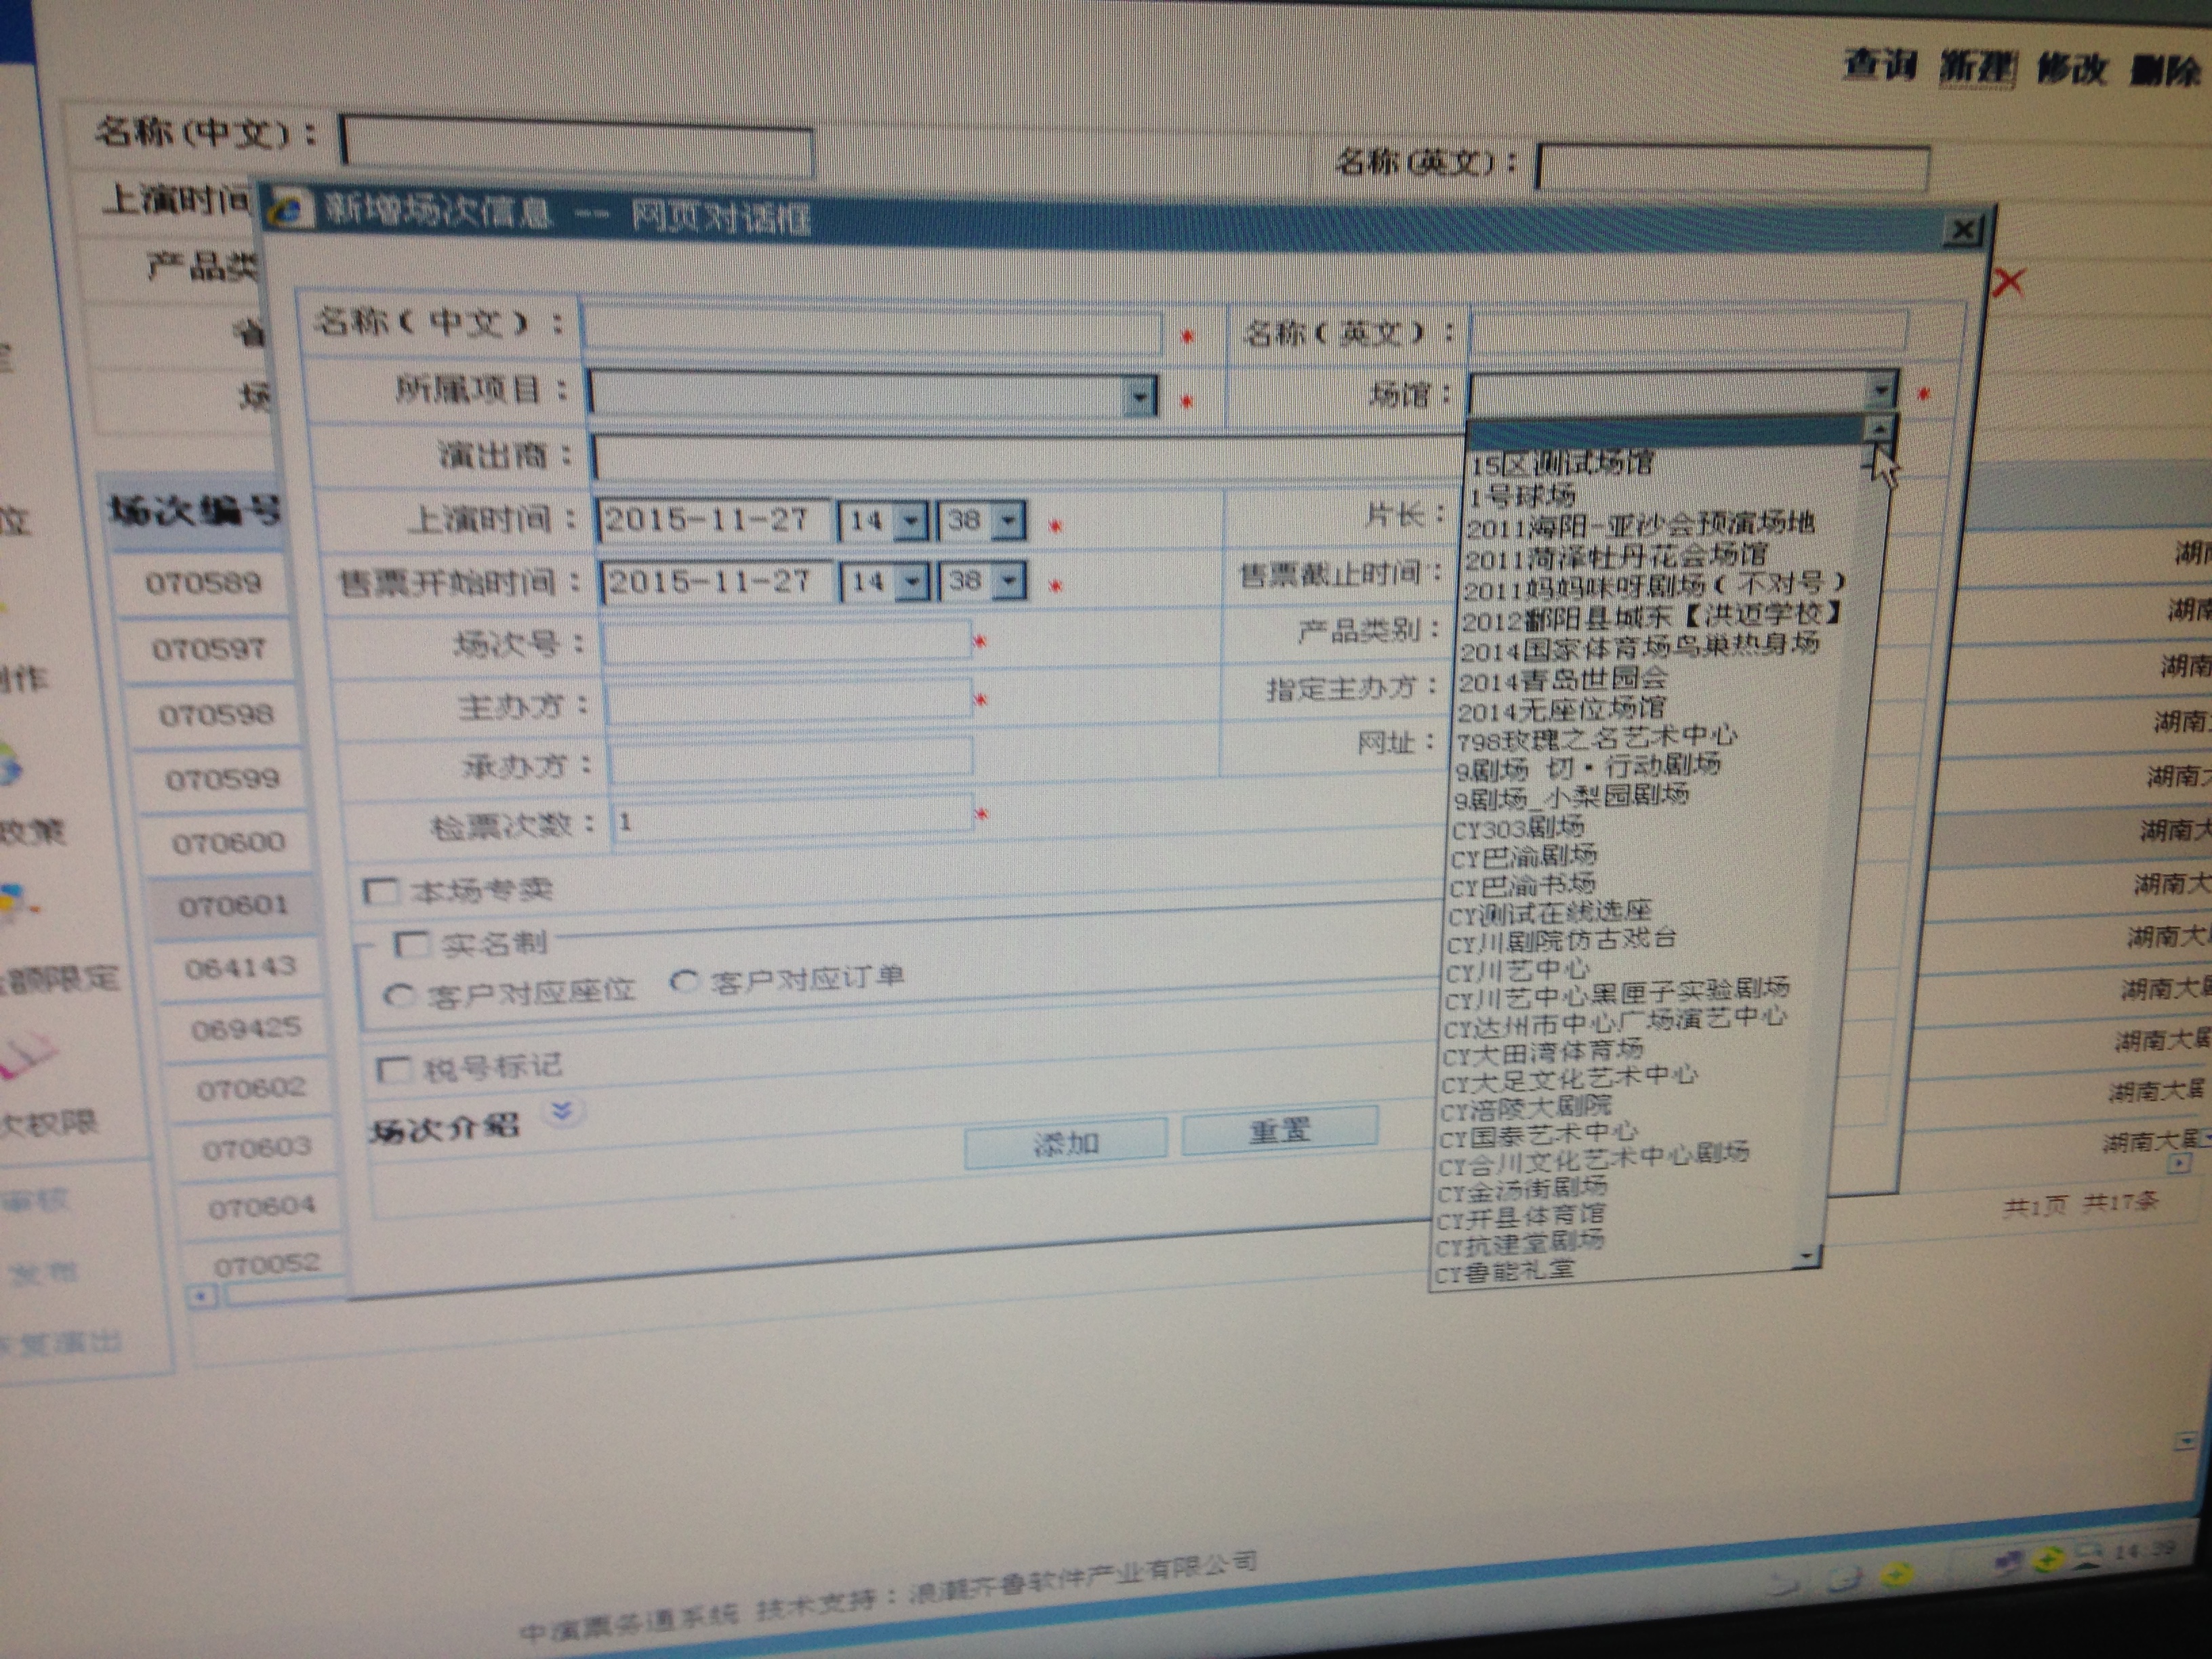 查询 新建 修改 删除
名称(中文)：
名称(英文)：
上演时间
产品类
省
场
新增场次信息 -- 网页对话框
名称(中文)： *
名称(英文)：
所属项目： *
场馆： *
演出商：
上演时间： 2015-11-27 14 38 *
片长：
售票开始时间： 2015-11-27 14 38 *
售票截止时间：
场次号： *
产品类别：
主办方： *
指定主办方：
承办方：
网址：
检票次数： 1 *
本场专卖
实名制
客户对应座位 客户对应订单
税号标记
场次介绍
添加 重置
15区测试场馆
1号球场
2011海阳-亚沙会预演场地
2011菏泽牡丹花会场馆
2011妈妈咪呀剧场(不对号)
2012鄱阳县城东【洪迈学校】
2014国家体育场鸟巢热身场
2014青岛世园会
2014无座位场馆
798玫瑰之名艺术中心
9剧场 切·行动剧场
9剧场_小梨园剧场
CY303剧场
CY巴渝剧场
CY巴渝书场
CY测试在线选座
CY川剧院仿古戏台
CY川艺中心
CY川艺中心黑匣子实验剧场
CY达州市中心广场演艺中心
CY大田湾体育场
CY大足文化艺术中心
CY涪陵大剧院
CY国泰艺术中心
CY合川文化艺术中心剧场
CY金汤街剧场
CY开县体育馆
CY抗建堂剧场
CY鲁能礼堂
场次编号
070589
070597
070598
070599
070600
070601
064143
069425
070602
070603
070604
070052
湖南
湖南
湖南
湖南
湖南大
湖南大
湖南大
湖南大
湖南大剧
湖南大剧
湖南大剧
湖南大剧
位
制作
政策
金额限定
次权限
审核
发布
恢复演出
共1页 共17条
中演票务通系统 技术支持：浪潮齐鲁软件产业有限公司
14:39